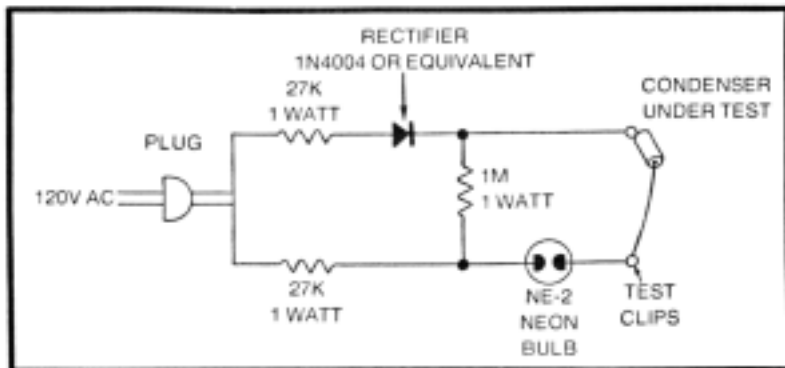 RECTIFIER
1N4004 OR EQUIVALENT
27K
1 WATT
CONDENSER
UNDER TEST
PLUG
120V AC
1M
1 WATT
27K
1 WATT
NE-2
NEON
BULB
TEST
CLIPS